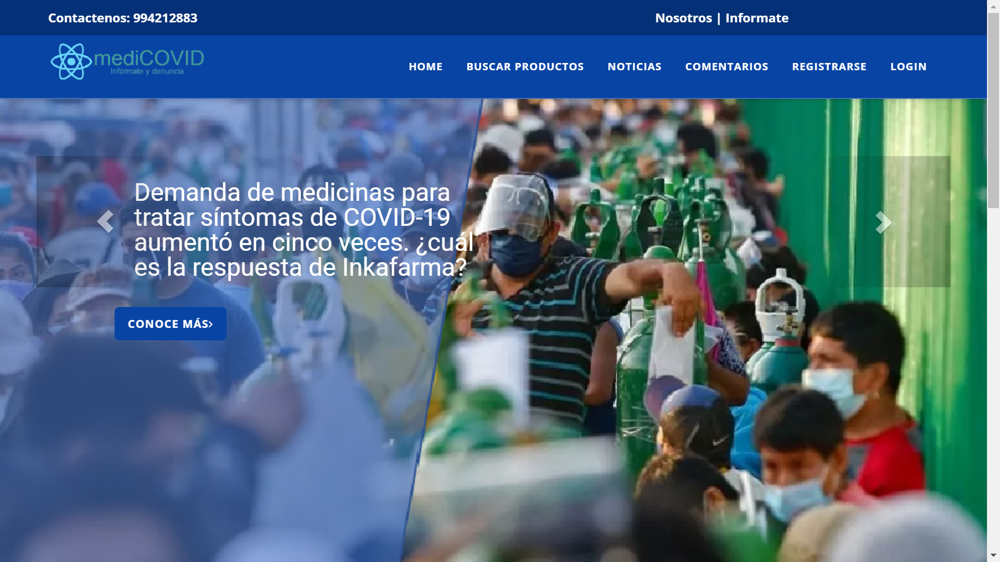 Contactenos: 994212883
Nosotros | Informate
mediCOVID
Infórmate y denuncia
HOME
BUSCAR PRODUCTOS
NOTICIAS
COMENTARIOS
REGISTRARSE
LOGIN
Demanda de medicinas para
tratar síntomas de COVID-19
aumentó en cinco veces. ¿cuál
es la respuesta de Inkafarma?
CONOCE MÁS›